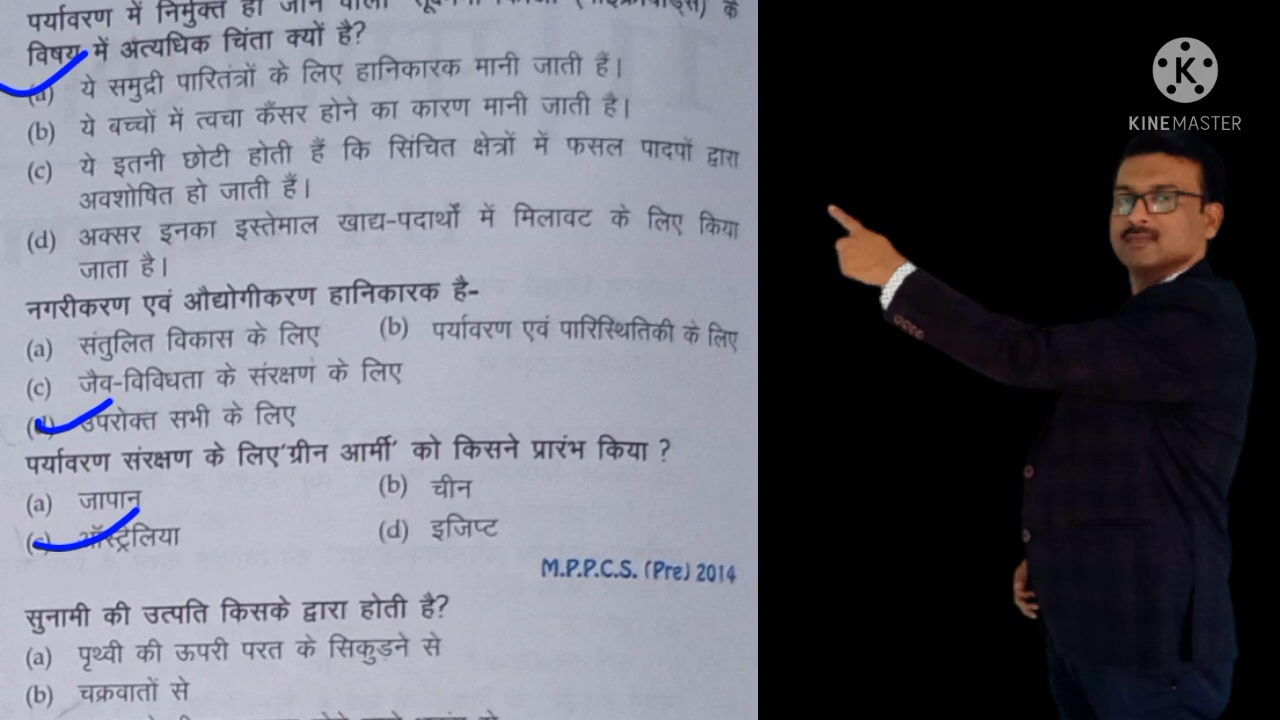 पर्यावरण में निर्मुक्त हो जाने वाली के
विषय में अत्यधिक चिंता क्यों है?
(a) ये समुद्री पारितंत्रों के लिए हानिकारक मानी जाती हैं।
(b) ये बच्चों में त्वचा कैंसर होने का कारण मानी जाती है।
(c) ये इतनी छोटी होती हैं कि सिंचित क्षेत्रों में फसल पादपों द्वारा
अवशोषित हो जाती हैं।
(d) अक्सर इनका इस्तेमाल खाद्य-पदार्थों में मिलावट के लिए किया
जाता है।
नगरीकरण एवं औद्योगीकरण हानिकारक है-
(a) संतुलित विकास के लिए (b) पर्यावरण एवं पारिस्थितिकी के लिए
(c) जैव-विविधता के संरक्षण के लिए
(d) उपरोक्त सभी के लिए
पर्यावरण संरक्षण के लिए'ग्रीन आर्मी' को किसने प्रारंभ किया ?
(a) जापान (b) चीन
(c) ऑस्ट्रेलिया (d) इजिप्ट
M.P.P.C.S. (Pre) 2014
सुनामी की उत्पति किसके द्वारा होती है?
(a) पृथ्वी की ऊपरी परत के सिकुड़ने से
(b) चक्रवातों से
K
KINEMASTER